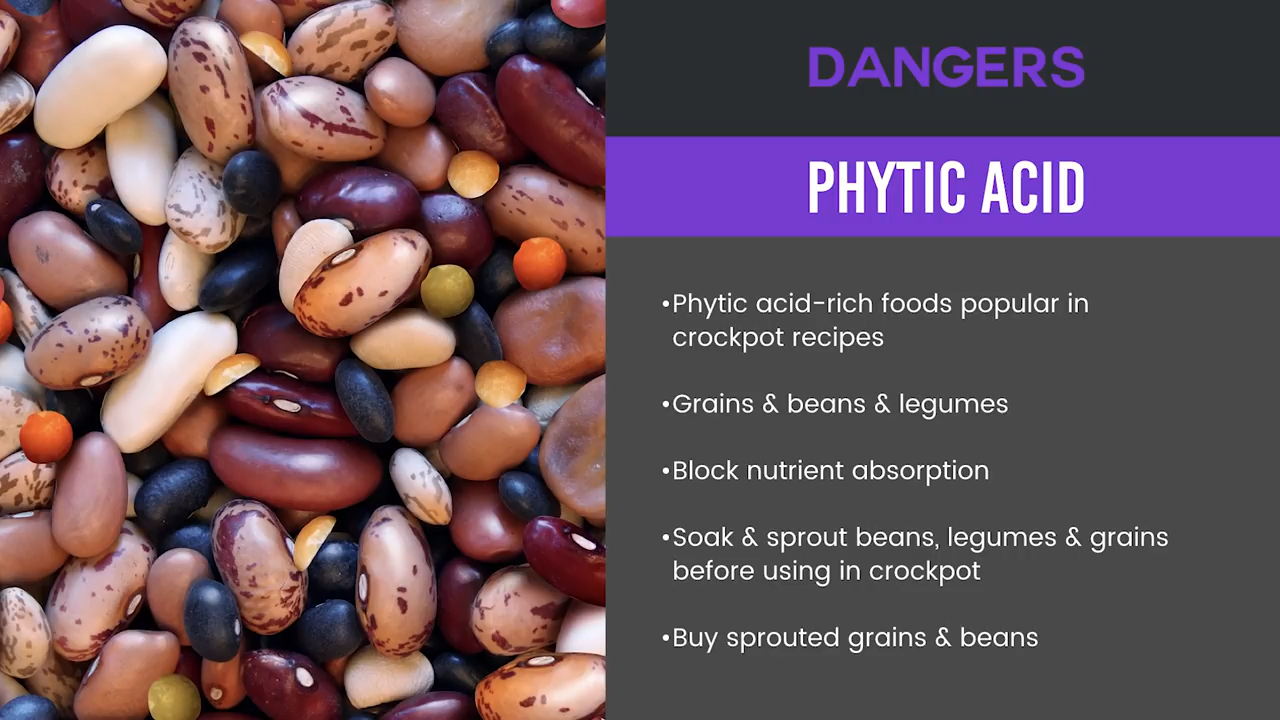 DANGERS
PHYTIC ACID
•Phytic acid-rich foods popular in
crockpot recipes
•Grains & beans & legumes
•Block nutrient absorption
•Soak & sprout beans, legumes & grains
before using in crockpot
•Buy sprouted grains & beans